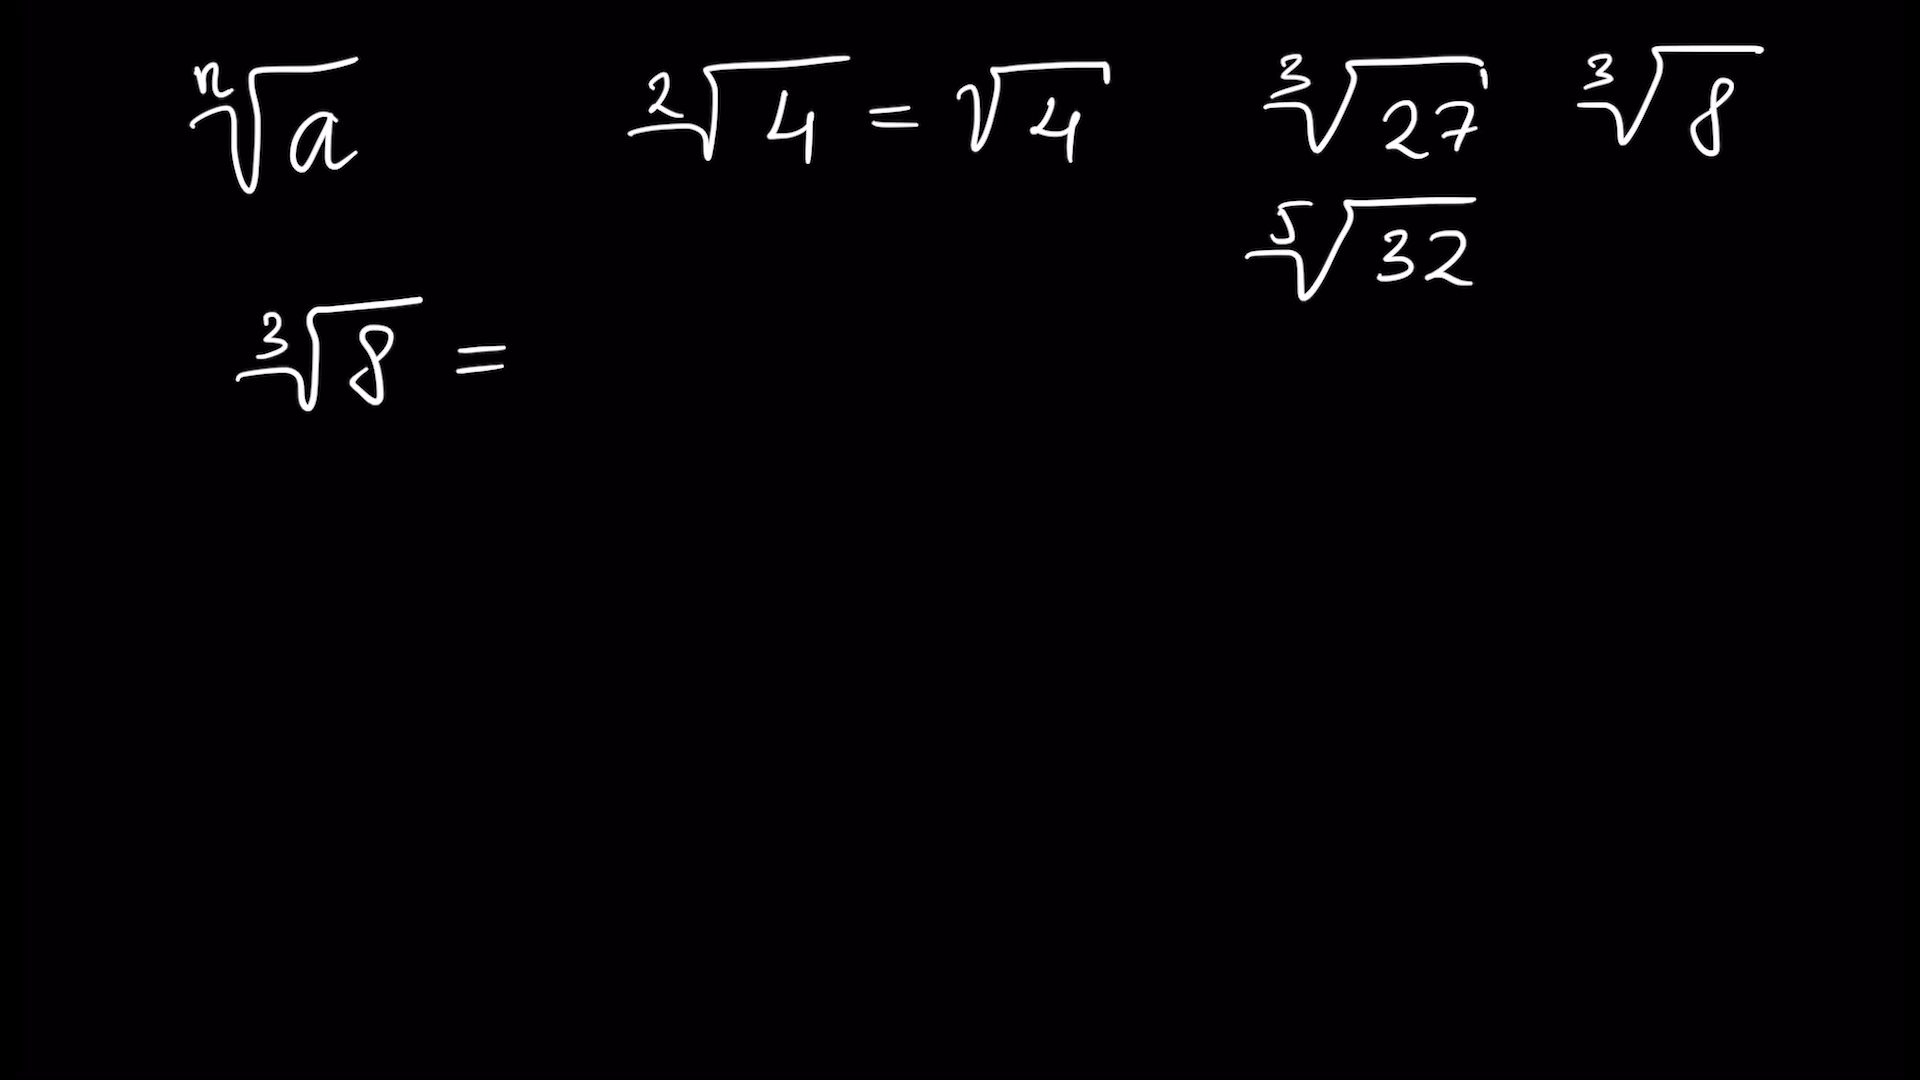 ⁿ√a ²√4 = √4 ³√27 ³√8
⁵√32
³√8 =